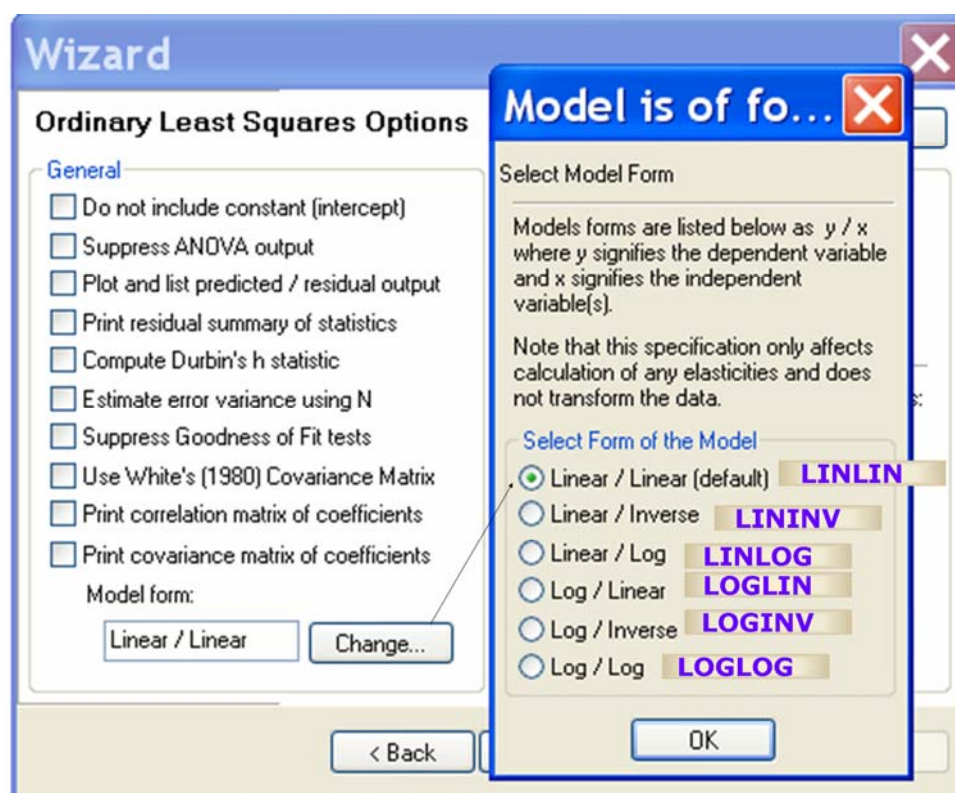 Wizard
Ordinary Least Squares Options
General
Do not include constant (intercept)
Suppress ANOVA output
Plot and list predicted / residual output
Print residual summary of statistics
Compute Durbin's h statistic
Estimate error variance using N
Suppress Goodness of Fit tests
Use White's (1980) Covariance Matrix
Print correlation matrix of coefficients
Print covariance matrix of coefficients
Model form:
Linear / Linear
Change...
< Back
Model is of fo...
Select Model Form
Models forms are listed below as y / x
where y signifies the dependent variable
and x signifies the independent
variable(s).
Note that this specification only affects
calculation of any elasticities and does
not transform the data.
Select Form of the Model
Linear / Linear (default) LINLIN
Linear / Inverse LININV
Linear / Log LINLOG
Log / Linear LOGLIN
Log / Inverse LOGINV
Log / Log LOGLOG
OK